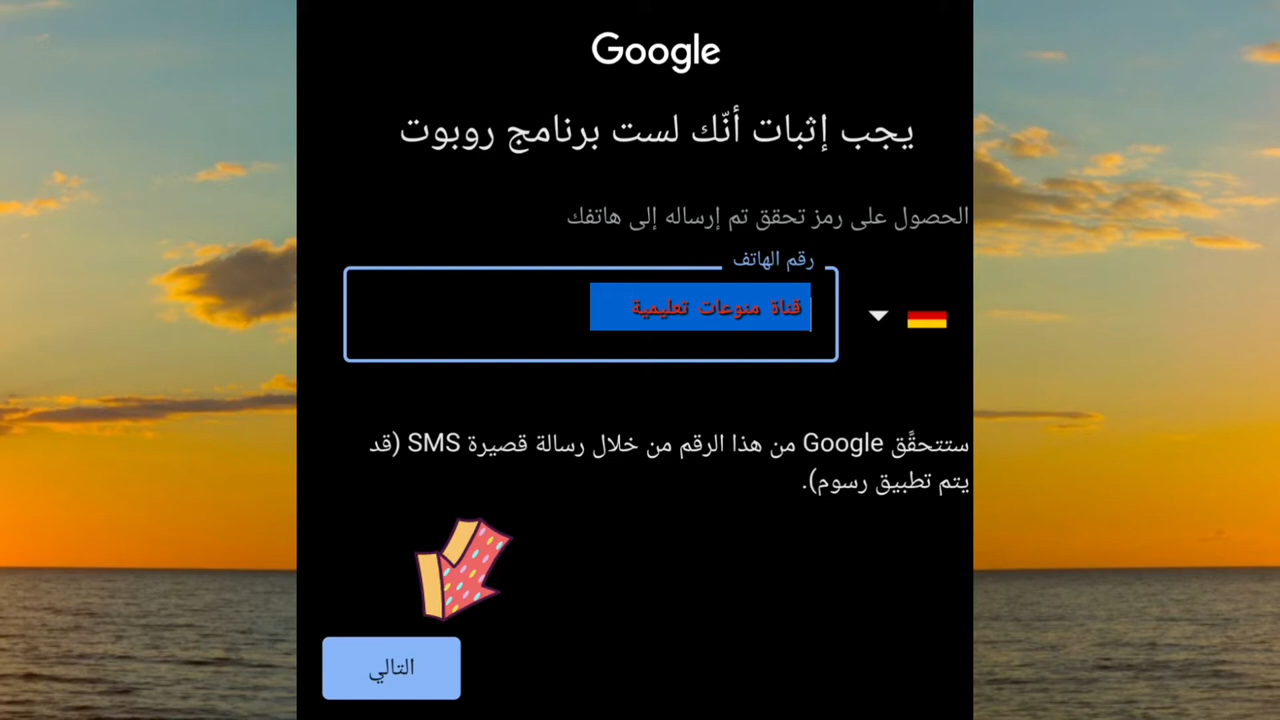 Google
يجب إثبات أنّك لست برنامج روبوت
الحصول على رمز تحقق تم إرساله إلى هاتفك
رقم الهاتف
قناة منوعات تعليمية
ستتحقَّق Google من هذا الرقم من خلال رسالة قصيرة SMS (قد
يتم تطبيق رسوم).
التالي